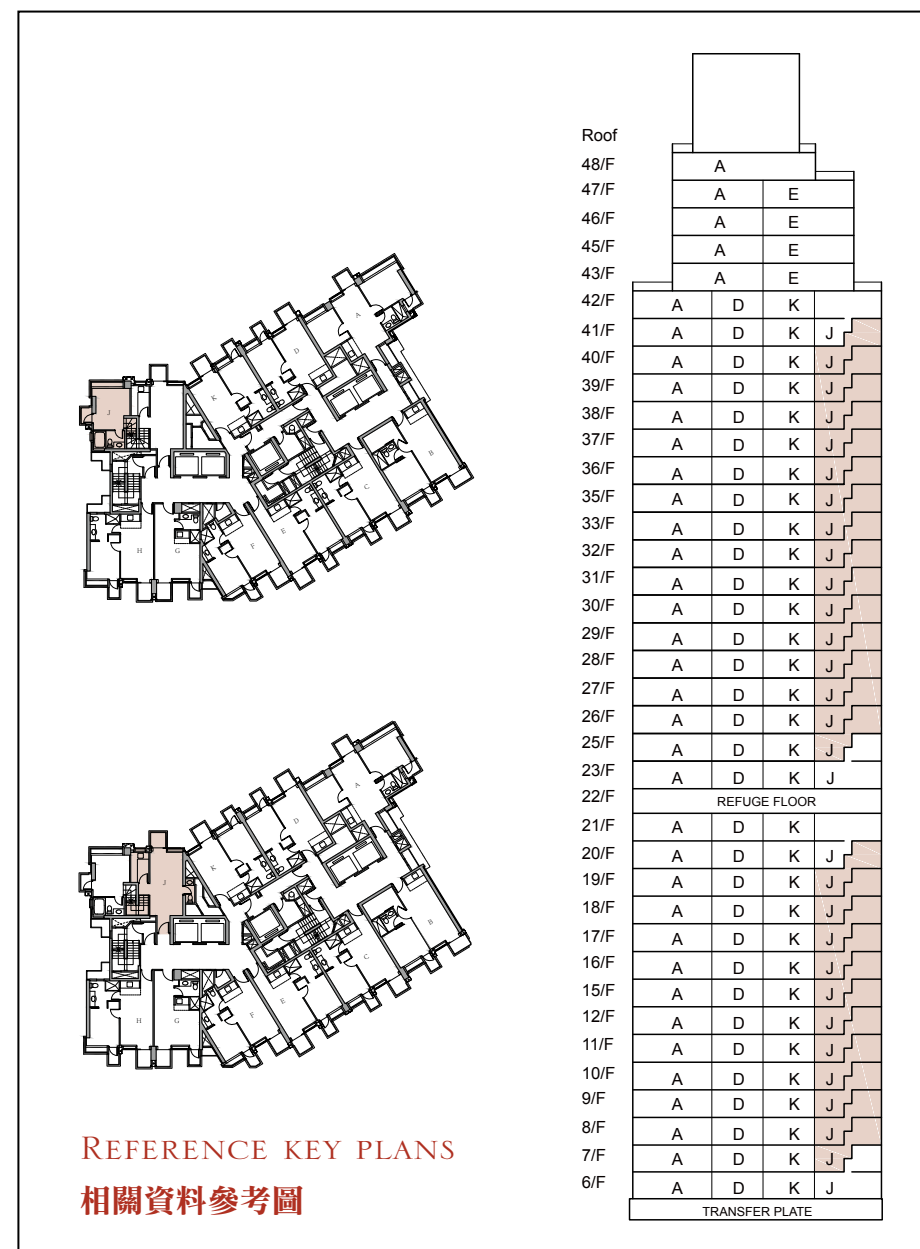 Roof
48/F A
47/F A E
46/F A E
45/F A E
43/F A E
42/F A D K
41/F A D K J
40/F A D K J
39/F A D K J
38/F A D K J
37/F A D K J
36/F A D K J
35/F A D K J
33/F A D K J
32/F A D K J
31/F A D K J
30/F A D K J
29/F A D K J
28/F A D K J
27/F A D K J
26/F A D K J
25/F A D K J
23/F A D K J
22/F REFUGE FLOOR
21/F A D K
20/F A D K J
19/F A D K J
18/F A D K J
17/F A D K J
16/F A D K J
15/F A D K J
12/F A D K J
11/F A D K J
10/F A D K J
9/F A D K J
8/F A D K J
7/F A D K J
6/F A D K J
TRANSFER PLATE
A
D
K
J
B
C
E
F
G
H
A
D
K
J
B
C
E
F
G
H
REFERENCE KEY PLANS
相關資料參考圖